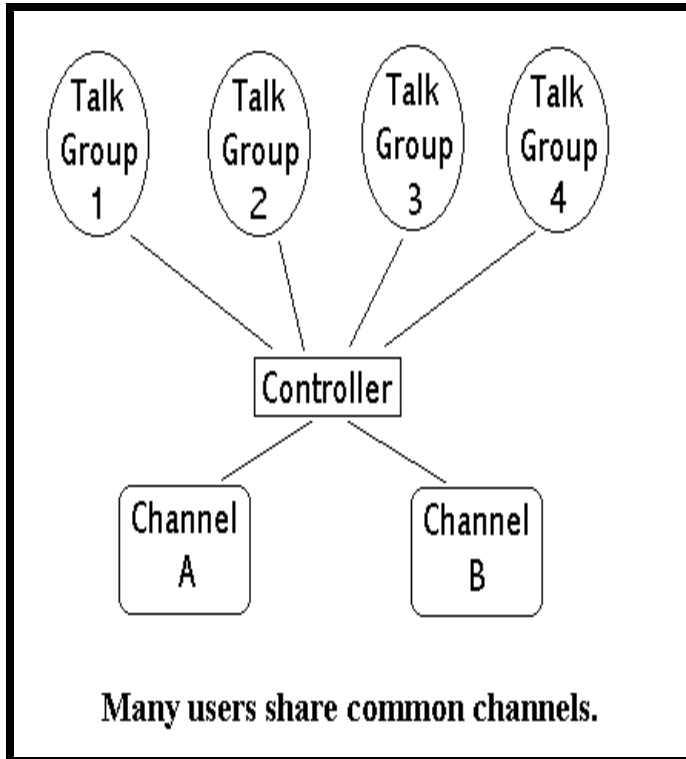 Talk
Group
1
Talk
Group
2
Talk
Group
3
Talk
Group
4
Controller
Channel
A
Channel
B
Many users share common channels.